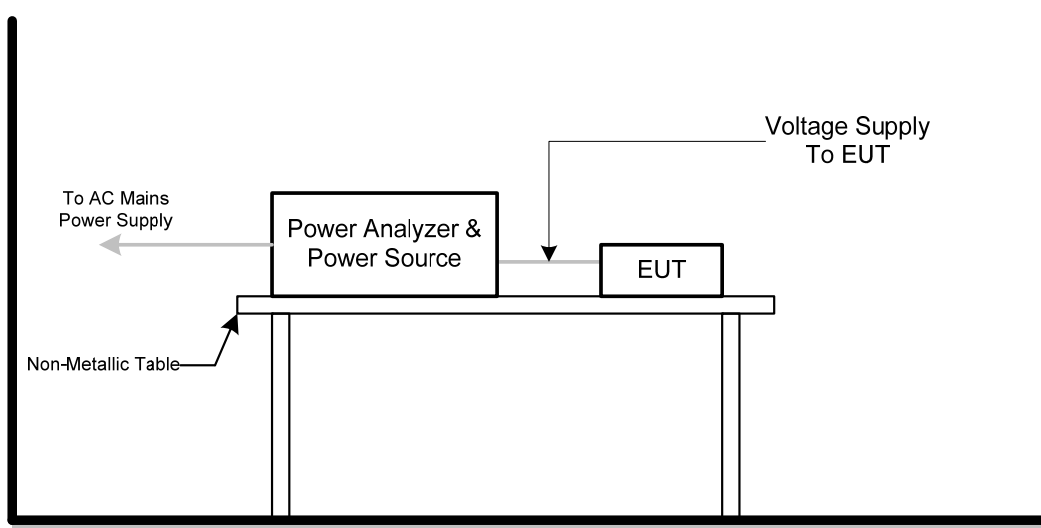 Voltage Supply
To EUT
To AC Mains
Power Supply
Power Analyzer &
Power Source
EUT
Non-Metallic Table